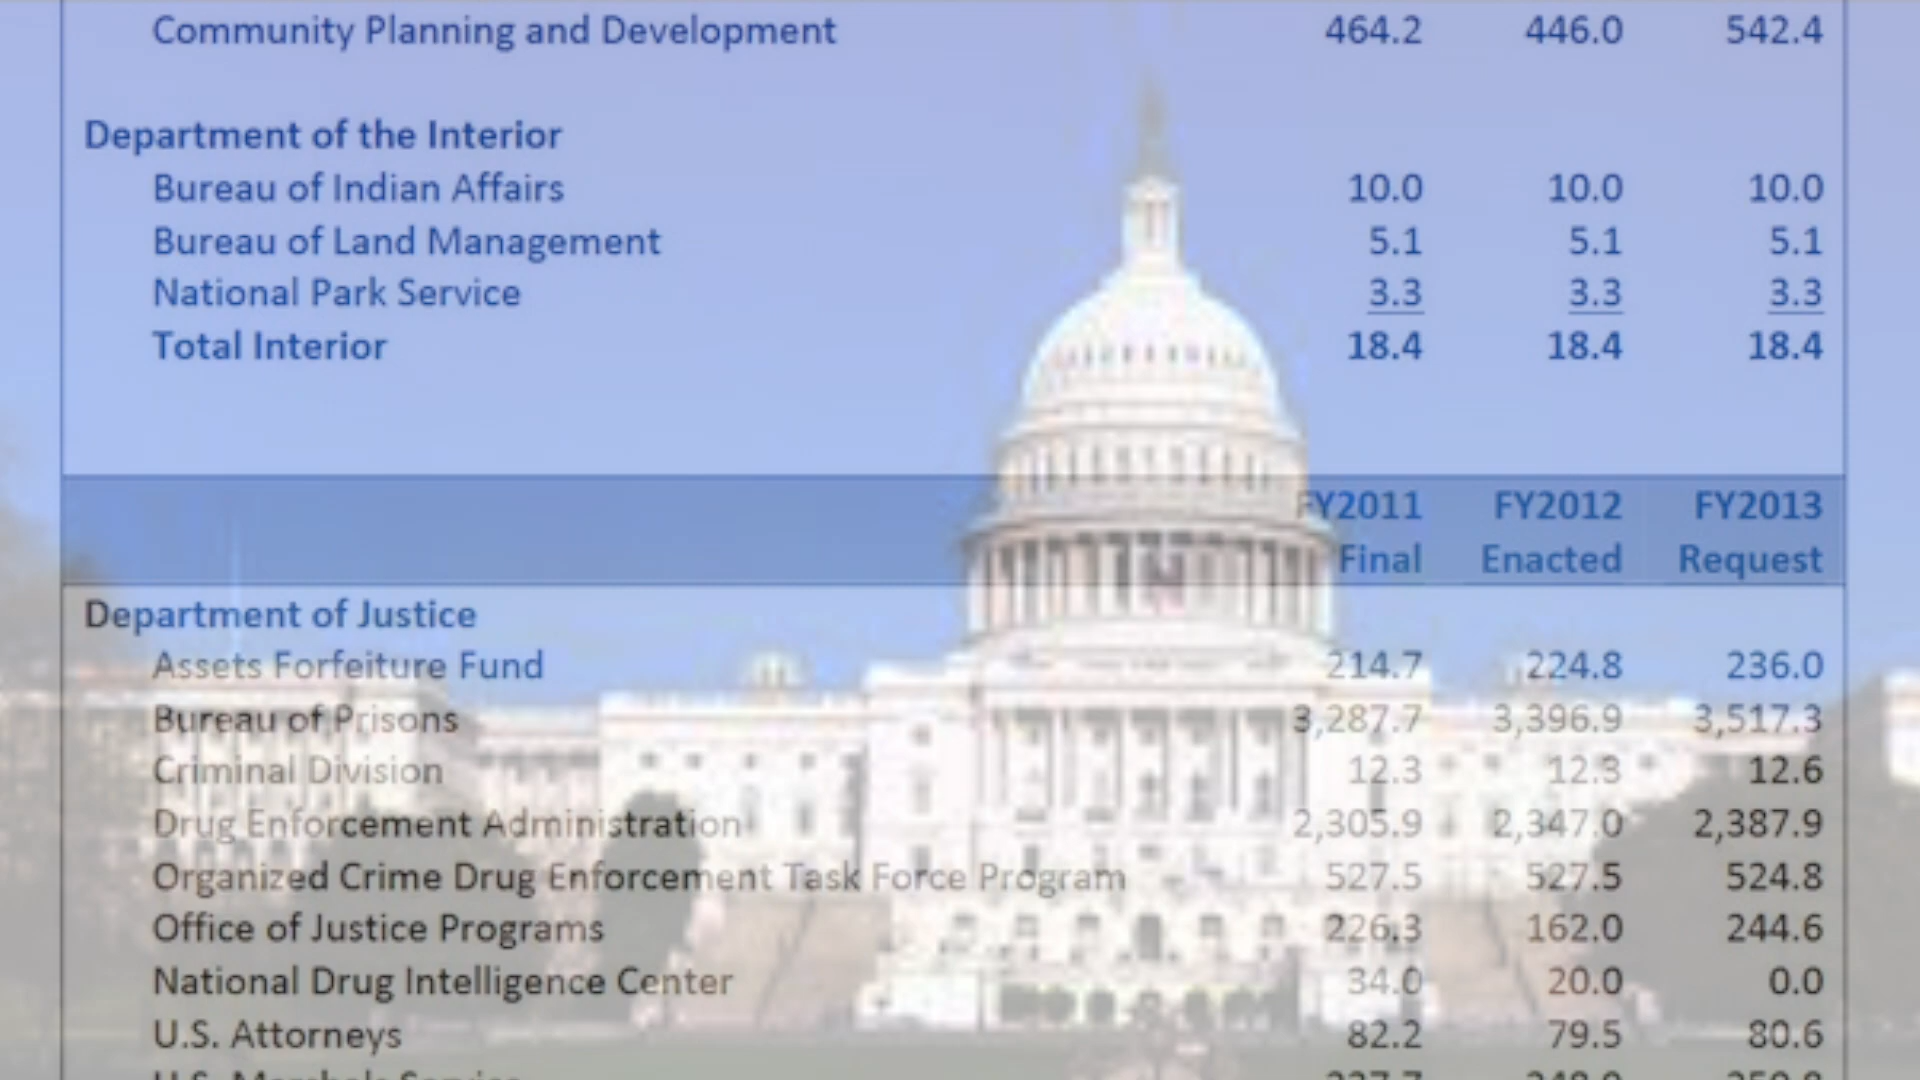 Community Planning and Development 464.2 446.0 542.4
Department of the Interior
Bureau of Indian Affairs 10.0 10.0 10.0
Bureau of Land Management 5.1 5.1 5.1
National Park Service 3.3 3.3 3.3
Total Interior 18.4 18.4 18.4
FY2011 FY2012 FY2013
Final Enacted Request
Department of Justice
Assets Forfeiture Fund 214.7 224.8 236.0
Bureau of Prisons 3,287.7 3,396.9 3,517.3
Criminal Division 12.3 12.3 12.6
Drug Enforcement Administration 2,305.9 2,347.0 2,387.9
Organized Crime Drug Enforcement Task Force Program 527.5 527.5 524.8
Office of Justice Programs 226.3 162.0 244.6
National Drug Intelligence Center 34.0 20.0 0.0
U.S. Attorneys 82.2 79.5 80.6
U.S. Marshals Service